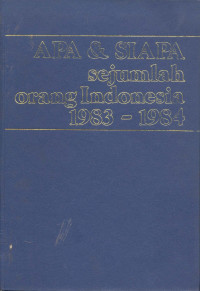 APA & SIAPA
sejumlah
orang Indonesia
1983 - 1984